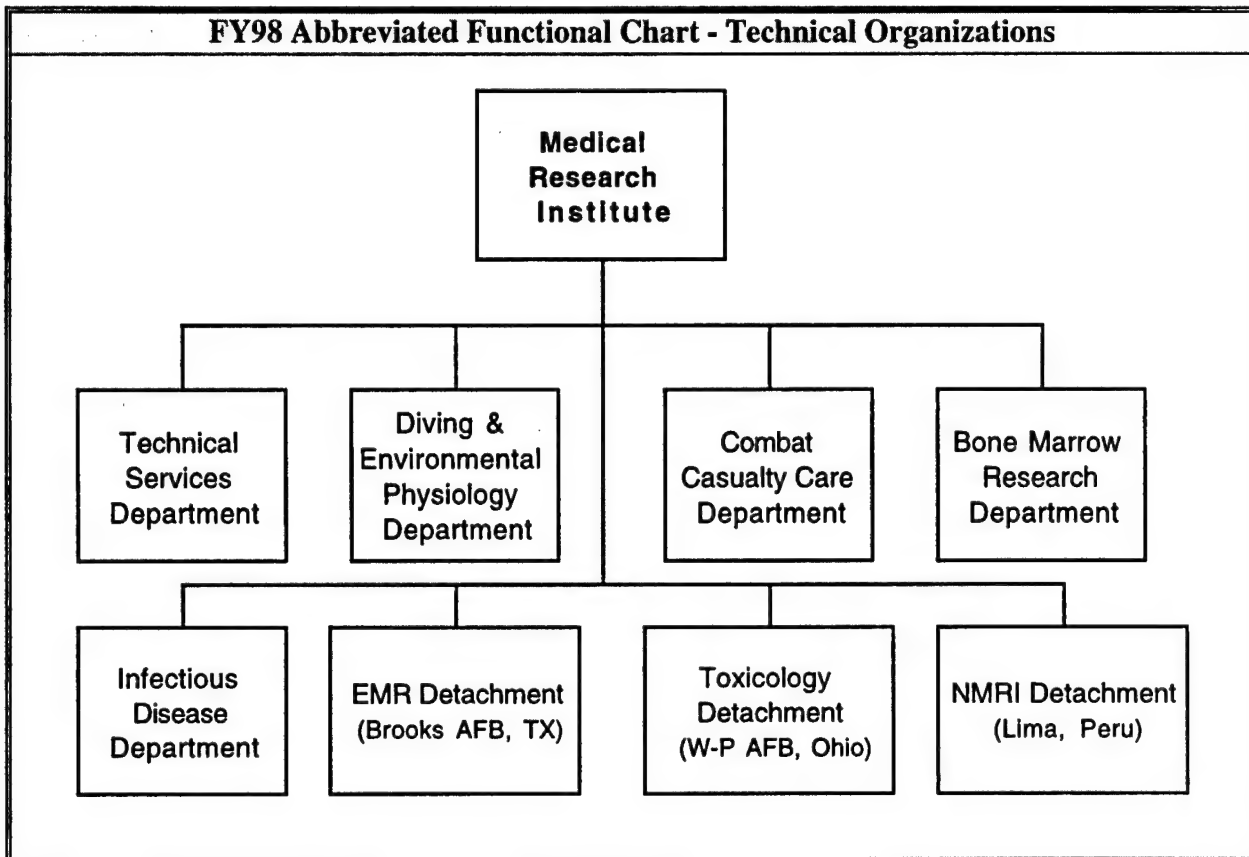 FY98 Abbreviated Functional Chart - Technical Organizations
Medical
Research
Institute
Technical
Services
Department
Diving &
Environmental
Physiology
Department
Combat
Casualty Care
Department
Bone Marrow
Research
Department
Infectious
Disease
Department
EMR Detachment
(Brooks AFB, TX)
Toxicology
Detachment
(W-P AFB, Ohio)
NMRI Detachment
(Lima, Peru)